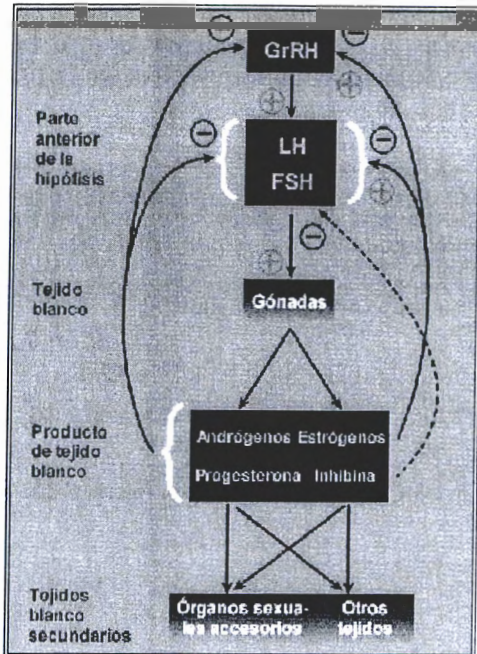 GrRH
Parte
anterior
de la
hipófisis
LH
FSH
Tejido
blanco
Gónadas
Producto
de tejido
blanco
Andrógenos Estrógenos
Progesterona Inhibina
Tojidos
blanco
secundarios
Órganos sexua-
les accesorios
Otros
tejidos